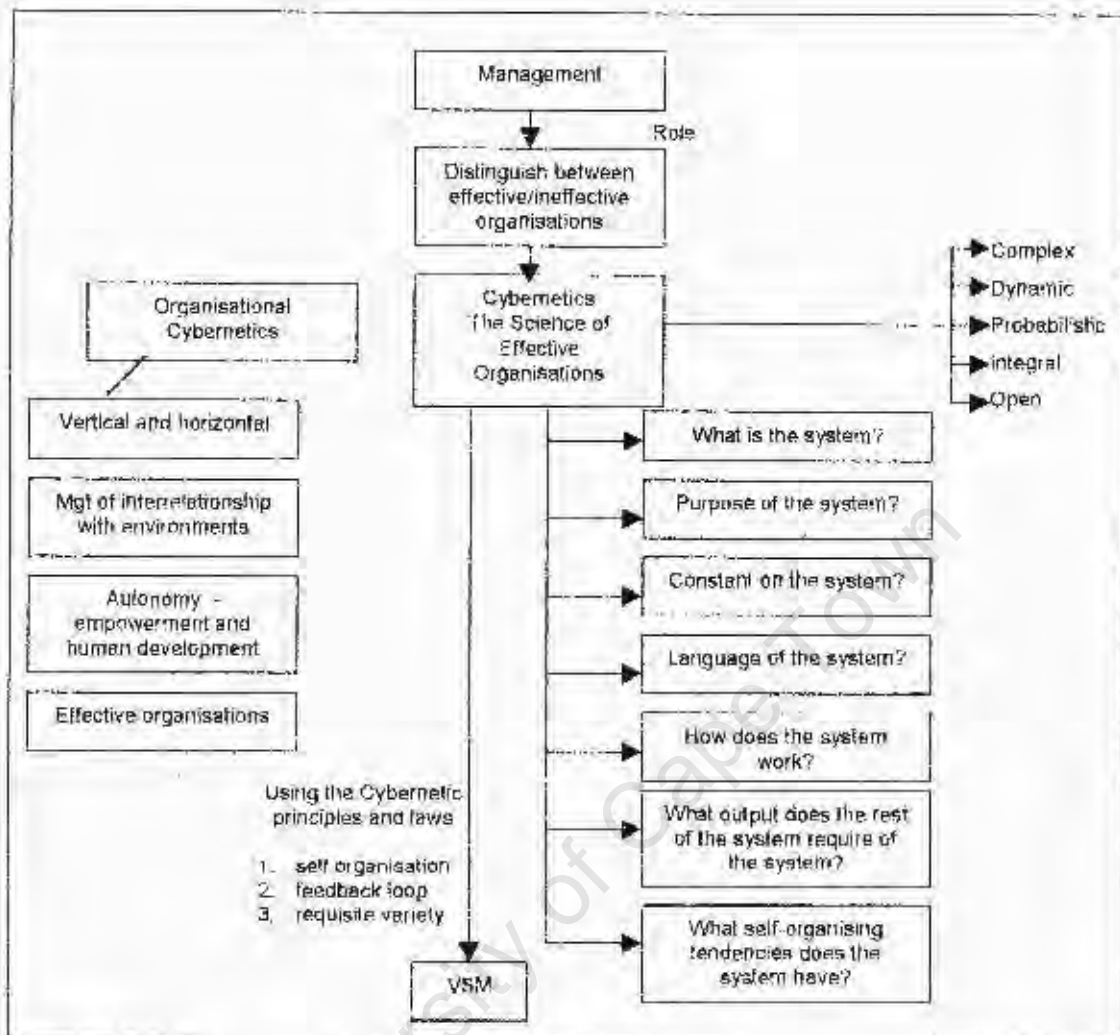 Management
Role
Distinguish between
effective/ineffective
organisations
Cybernetics
The Science of
Effective
Organisations
Complex
Dynamic
Probabilistic
integral
Open
Organisational
Cybernetics
Vertical and horizontal
Mgt of interrelationship
with environments
Autonomy -
empowerment and
human development
Effective organisations
What is the system?
Purpose of the system?
Constant on the system?
Language of the system?
How does the system
work?
What output does the rest
of the system require of
the system?
What self-organising
tendencies does the
system have?
Using the Cybernetic
principles and laws
1. self organisation
2. feedback loop
3. requisite variety
VSM
University of Cape Town